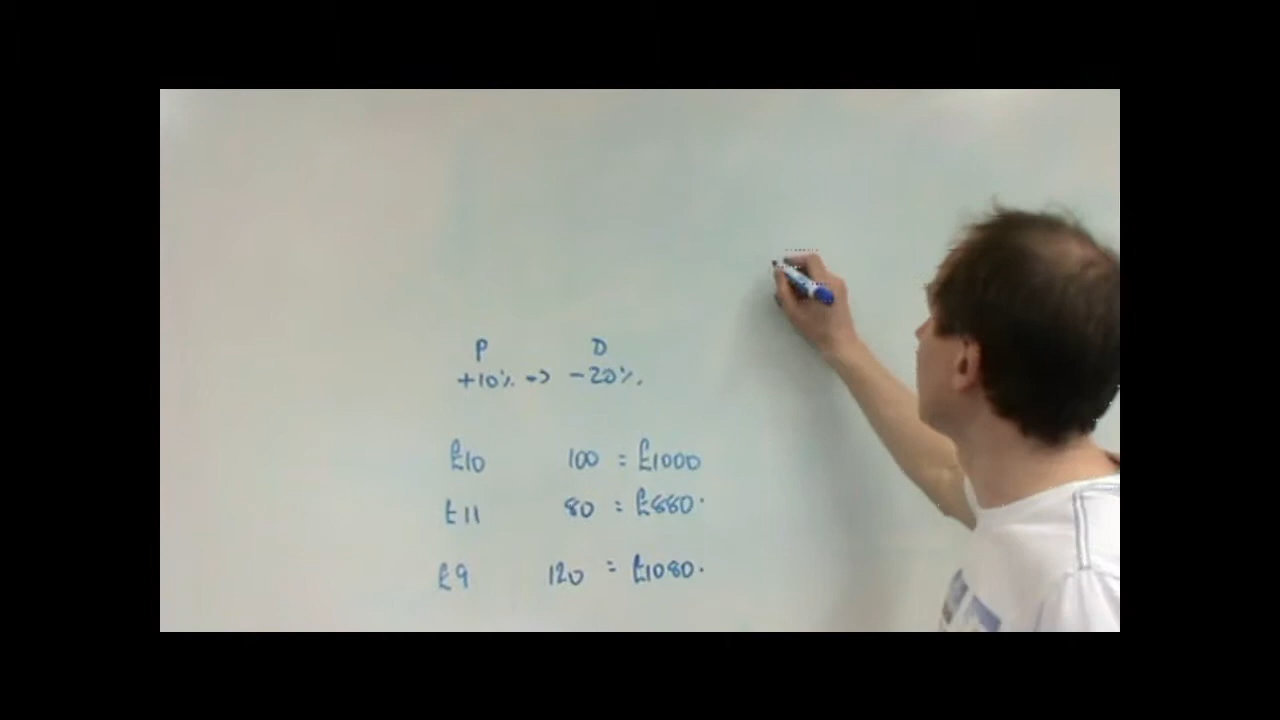 P D
+10% → -20%.
£10 100 = £1000
£11 80 = £880.
£9 120 = £1080.